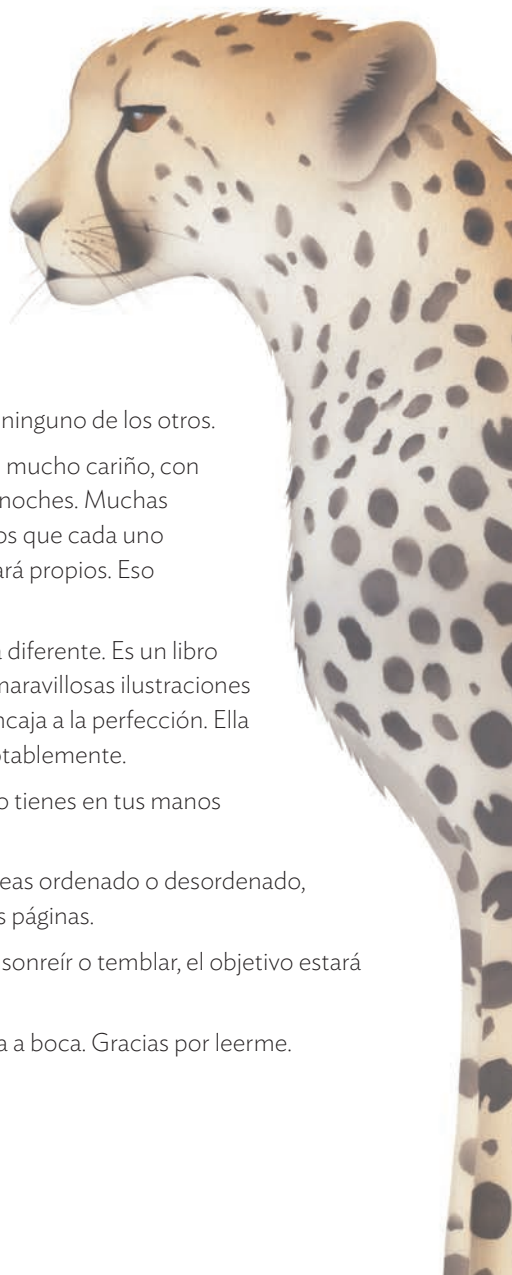 ninguno de los otros.
mucho cariño, con
noches. Muchas
os que cada uno
ará propios. Eso
diferente. Es un libro
maravillosas ilustraciones
ncaja a la perfección. Ella
otablemente.
o tienes en tus manos
eas ordenado o desordenado,
s páginas.
sonreír o temblar, el objetivo estará
a a boca. Gracias por leerme.